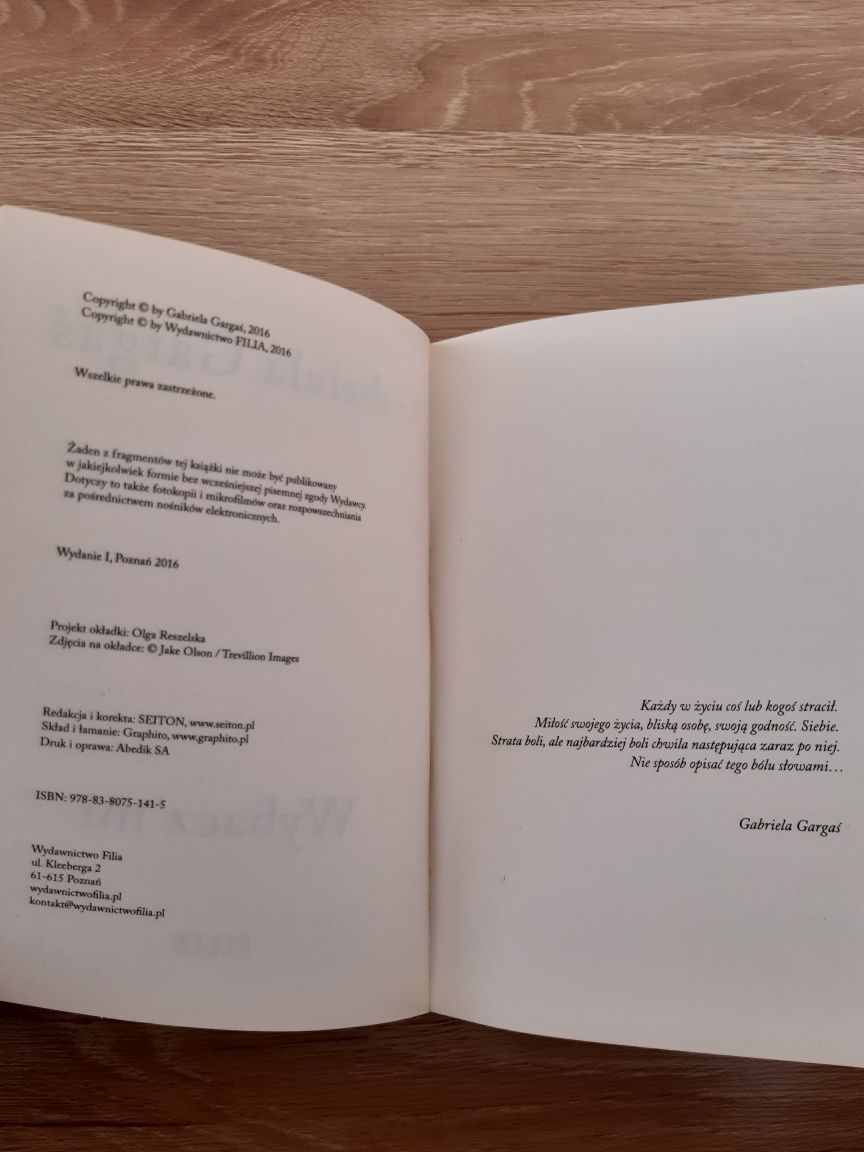 Copyright © by Gabriela Gargaś, 2016
Copyright © by Wydawnictwo FILIA, 2016
Wszelkie prawa zastrzeżone.
Żaden z fragmentów tej książki nie może być publikowany
w jakiejkolwiek formie bez wcześniejszej pisemnej zgody Wydawcy.
Dotyczy to także fotokopii i mikrofilmów oraz rozpowszechniania
za pośrednictwem nośników elektronicznych.
Wydanie I, Poznań 2016
Projekt okładki: Olga Reszelska
Zdjęcia na okładce: © Jake Olson / Trevillion Images
Redakcja i korekta: SEITON, www.seiton.pl
Skład i łamanie: Graphito, www.graphito.pl
Druk i oprawa: Abedik SA
ISBN: 978-83-8075-141-5
Wydawnictwo Filia
ul. Kleeberga 2
61-615 Poznań
wydawnictwofilia.pl
kontakt@wydawnictwofilia.pl
Każdy w życiu coś lub kogoś stracił.
Miłość swojego życia, bliską osobę, swoją godność. Siebie.
Strata boli, ale najbardziej boli chwila następująca zaraz po niej.
Nie sposób opisać tego bólu słowami…
Gabriela Gargaś